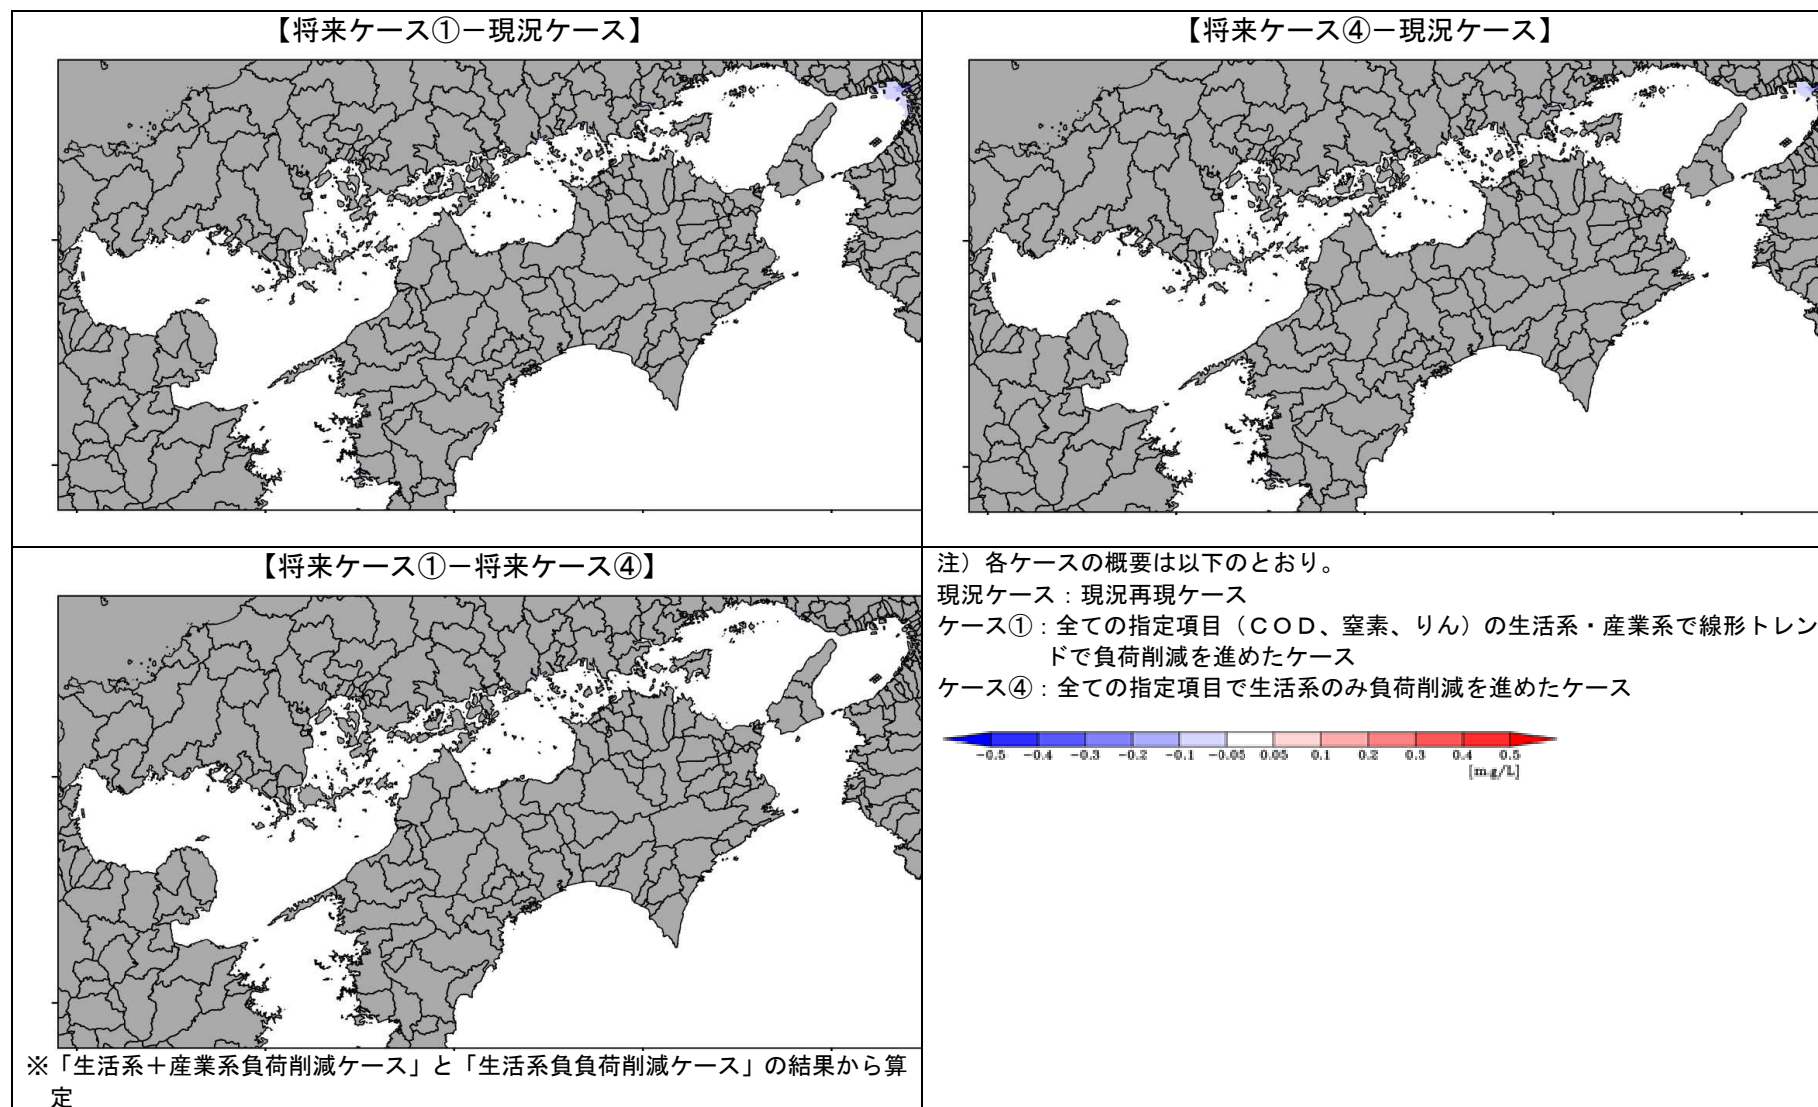 【将来ケース①－現況ケース】
【将来ケース④－現況ケース】
【将来ケース①－将来ケース④】
※「生活系＋産業系負荷削減ケース」と「生活系負負荷削減ケース」の結果から算
定
注）各ケースの概要は以下のとおり。
現況ケース：現況再現ケース
ケース①：全ての指定項目（ＣＯＤ、窒素、りん）の生活系・産業系で線形トレン
ドで負荷削減を進めたケース
ケース④：全ての指定項目で生活系のみ負荷削減を進めたケース
-0.5 -0.4 -0.3 -0.2 -0.1 -0.05 0.05 0.1 0.2 0.3 0.4 0.5
[mg/L]